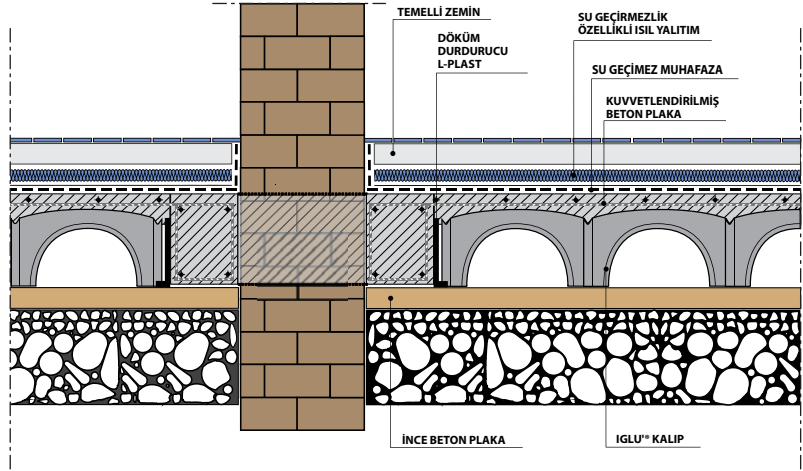 TEMELLİ ZEMİN
SU GEÇİRMEZLİK
ÖZELLİKLİ ISIL YALITIM
DÖKÜM
DURDURUCU
L-PLAST
SU GEÇİMEZ MUHAFAZA
KUVVETLENDİRİLMİŞ
BETON PLAKA
İNCE BETON PLAKA
IGLU'® KALIP